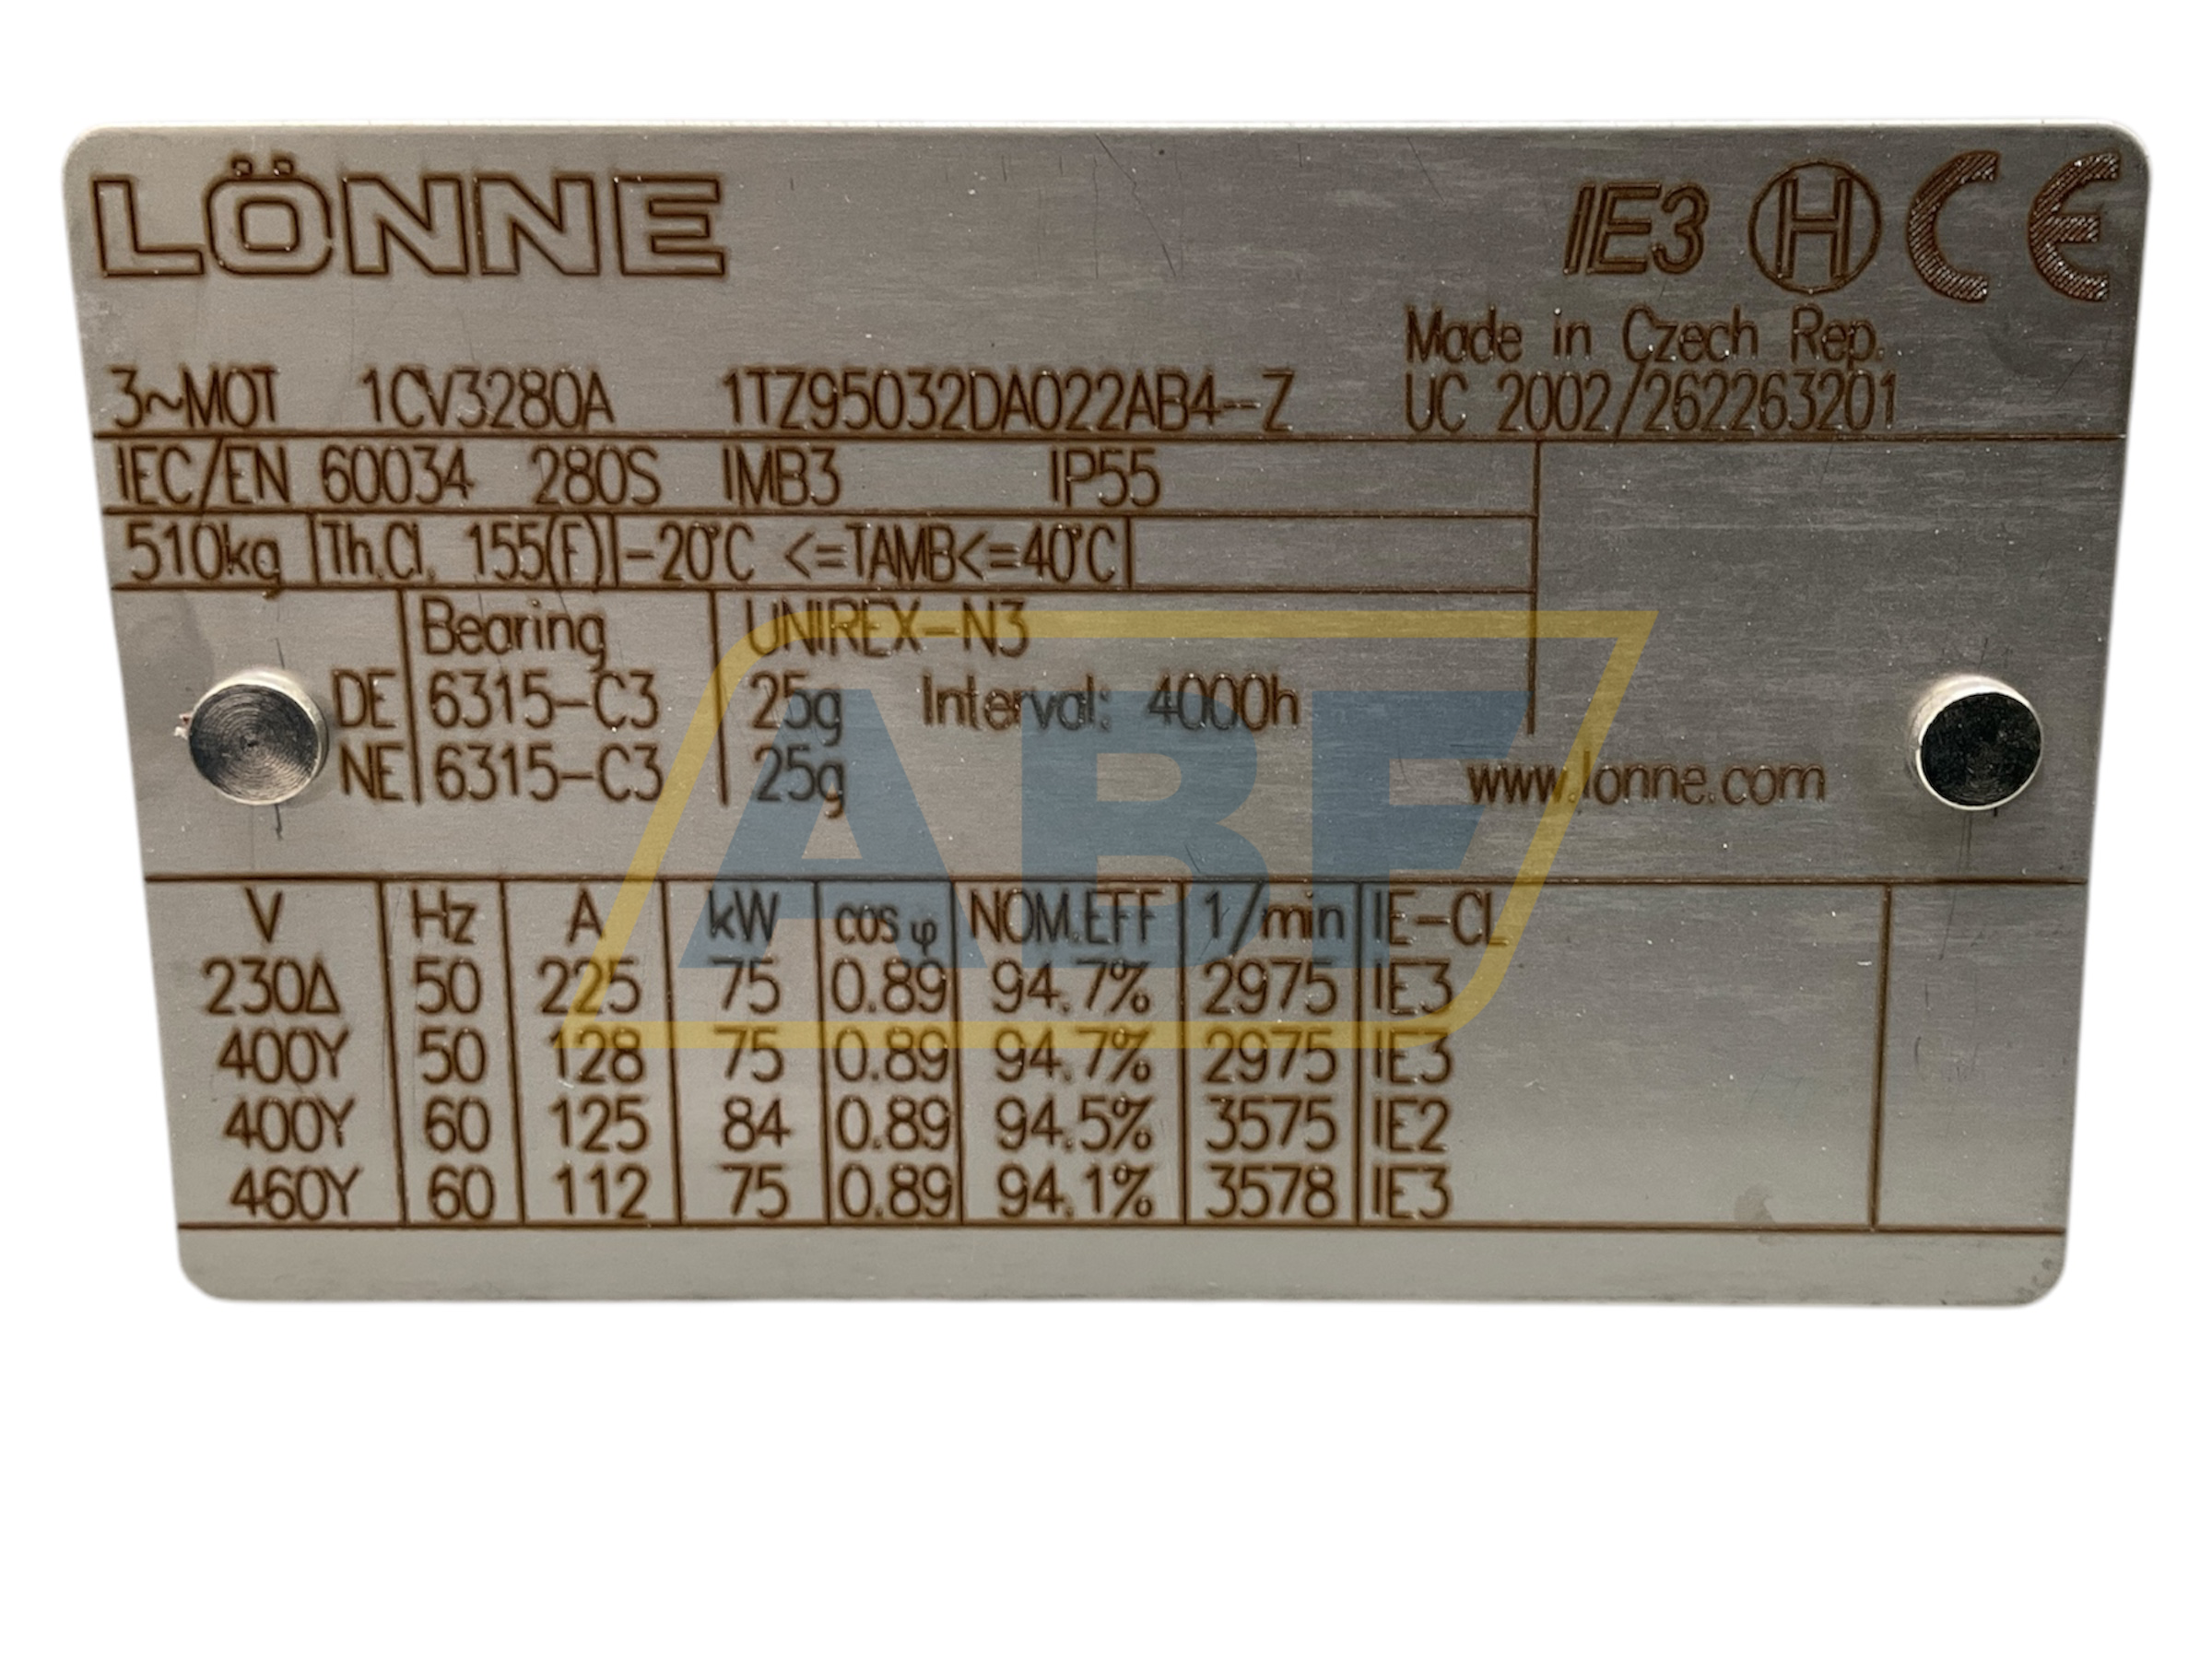 LÖNNE
IE3 H CE
Made in Czech Rep.
3~MOT 1CV3280A 1TZ95032DA022AB4--Z UC 2002/262263201
IEC/EN 60034 280S IMB3 IP55
510kg Th.Cl. 155(F) -20°C <=TAMB<=40°C
Bearing UNIREX-N3
DE 6315-C3 25g Interval: 4000h
NE 6315-C3 25g
www.lonne.com
ABF
V Hz A kW cos φ NOM.EFF 1/min IE-CL
230Δ 50 225 75 0.89 94.7% 2975 IE3
400Y 50 128 75 0.89 94.7% 2975 IE3
400Y 60 125 84 0.89 94.5% 3575 IE2
460Y 60 112 75 0.89 94.1% 3578 IE3